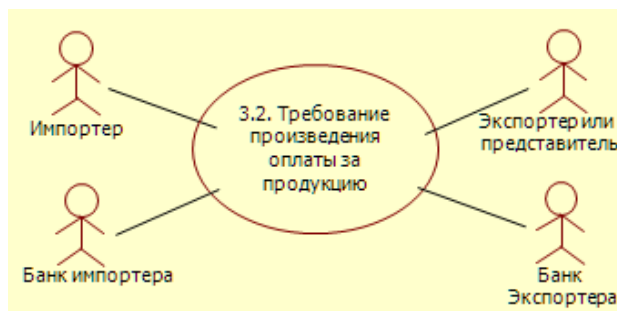 Импортер
3.2. Требование
произведения
оплаты за
продукцию
Экспортер или
представитель
Банк импортера
Банк
Экспортера